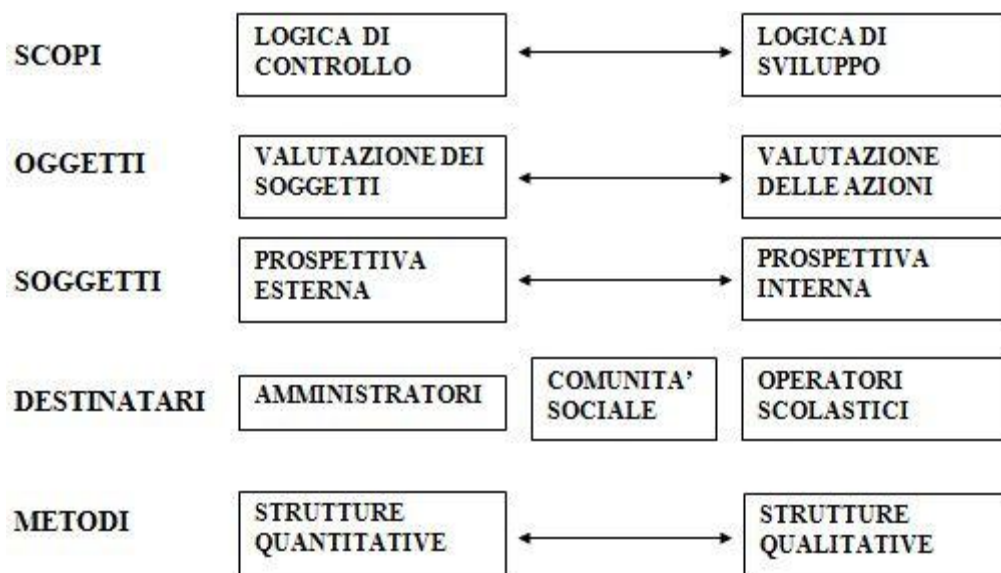 SCOPI
LOGICA DI
CONTROLLO
LOGICA DI
SVILUPPO
OGGETTI
VALUTAZIONE DEI
SOGGETTI
VALUTAZIONE
DELLE AZIONI
SOGGETTI
PROSPETTIVA
ESTERNA
PROSPETTIVA
INTERNA
DESTINATARI
AMMINISTRATORI
COMUNITA'
SOCIALE
OPERATORI
SCOLASTICI
METODI
STRUTTURE
QUANTITATIVE
STRUTTURE
QUALITATIVE